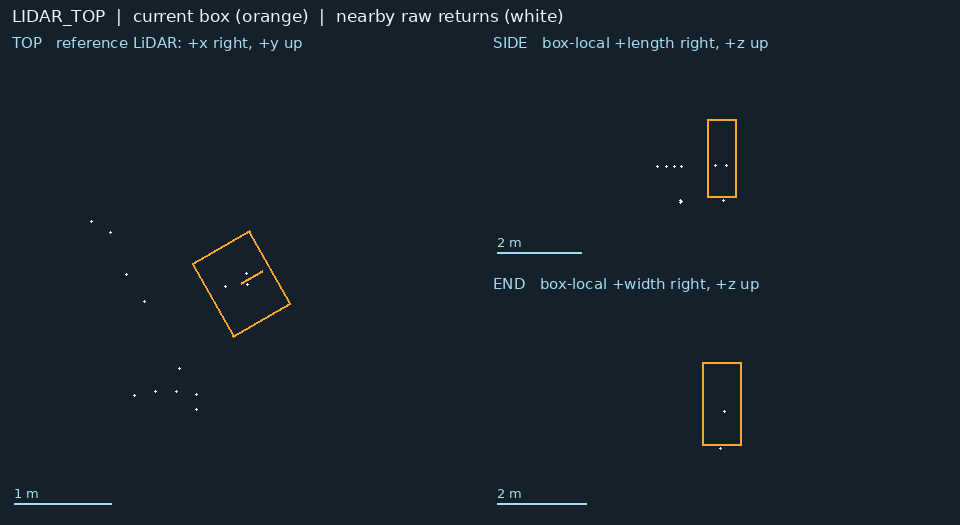 LIDAR_TOP | current box (orange) | nearby raw returns (white)
TOP reference LiDAR: +x right, +y up
SIDE box-local +length right, +z up
2 m
END box-local +width right, +z up
1 m
2 m